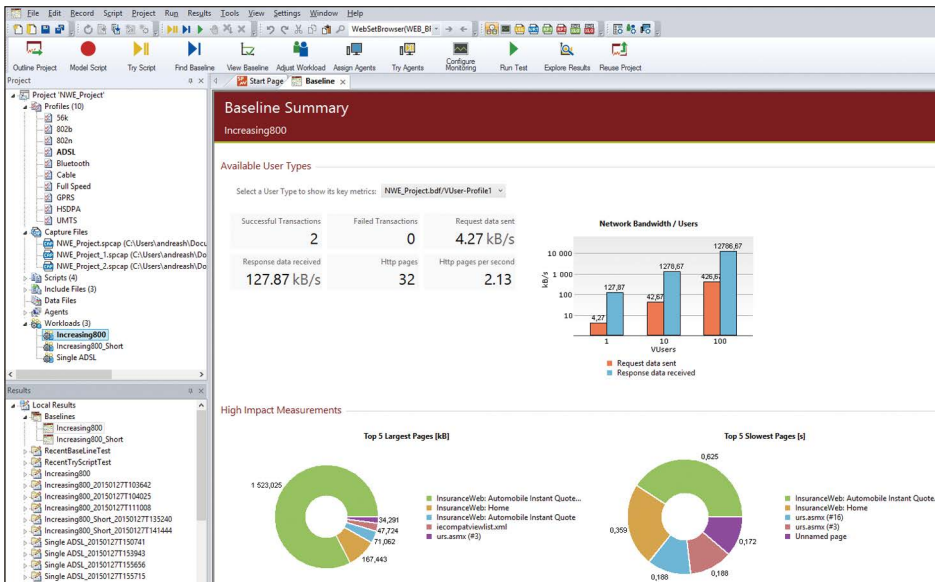 File Edit Record Script Project Run Results Tools View Settings Window Help
WebSetBrowser(WEB_BF
Outline Project Model Script Try Script Find Baseline View Baseline Adjust Workload Assign Agents Try Agents Configure Monitoring Run Test Explore Results Reuse Project
Project
Start Page Baseline
Project 'NWE_Project'
Profiles (10)
56k
802b
802n
ADSL
Bluetooth
Cable
Full Speed
GPRS
HSDPA
UMTS
Capture Files
NWE_Project.spcap (C:\Users\andreash\Docu
NWE_Project_1.spcap (C:\Users\andreash\Do
NWE_Project_2.spcap (C:\Users\andreash\Do
Scripts (4)
Include Files (3)
Data Files
Agents
Workloads (3)
Increasing800
Increasing800_Short
Single ADSL
Results
Local Results
Baselines
Increasing800
Increasing800_Short
RecentBaseLineTest
RecentTryScriptTest
Increasing800
Increasing800_20150127T103642
Increasing800_20150127T104025
Increasing800_20150127T111008
Increasing800_Short_20150127T135240
Increasing800_Short_20150127T141444
Single ADSL_20150127T150741
Single ADSL_20150127T153943
Single ADSL_20150127T155656
Single ADSL_20150127T155715
Baseline Summary
Increasing800
Available User Types
Select a User Type to show its key metrics: NWE_Project.bdf/VUser-Profile1
Successful Transactions Failed Transactions Request data sent
2 0 4.27 kB/s
Response data received Http pages Http pages per second
127.87 kB/s 32 2.13
Network Bandwidth / Users
kB/s
10 000
1 000
100
10
4,27
127,87
42,67
1278,67
426,67
12786,67
1 10 100
VUsers
Request data sent
Response data received
High Impact Measurements
Top 5 Largest Pages [kB]
1 523,025
34,291
47,724
71,062
167,443
InsuranceWeb: Automobile Instant Quote...
InsuranceWeb: Home
InsuranceWeb: Automobile Instant Quote
iecompatviewlist.xml
urs.asmx (#3)
Top 5 Slowest Pages [s]
0,625
0,359
0,172
0,188
0,188
InsuranceWeb: Automobile Instant Quote.
InsuranceWeb: Home
urs.asmx (#16)
urs.asmx (#3)
Unnamed page